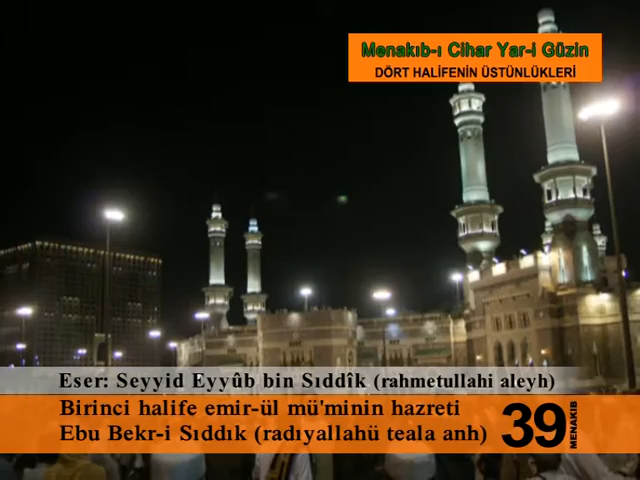 Menakıb-ı Cihar Yar-i Güzin
DÖRT HALİFENİN ÜSTÜNLÜKLERİ
Eser: Seyyid Eyyûb bin Sıddîk (rahmetullahi aleyh)
Birinci halife emir-ül mü'minin hazreti
Ebu Bekr-i Sıddık (radıyallahü teala anh)
39
MENAKIB